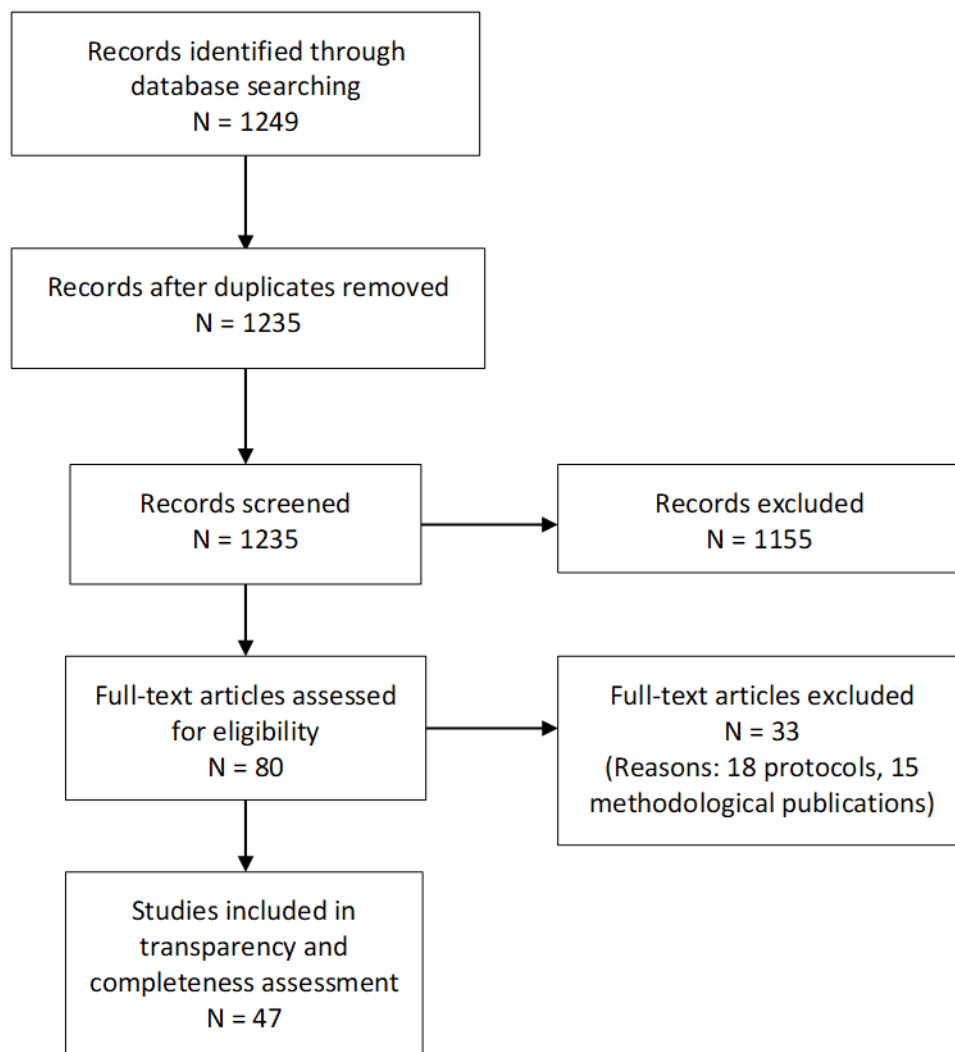 Records identified through
database searching
N = 1249
Records after duplicates removed
N = 1235
Records screened
N = 1235
Records excluded
N = 1155
Full-text articles assessed
for eligibility
N = 80
Full-text articles excluded
N = 33
(Reasons: 18 protocols, 15
methodological publications)
Studies included in
transparency and
completeness assessment
N = 47